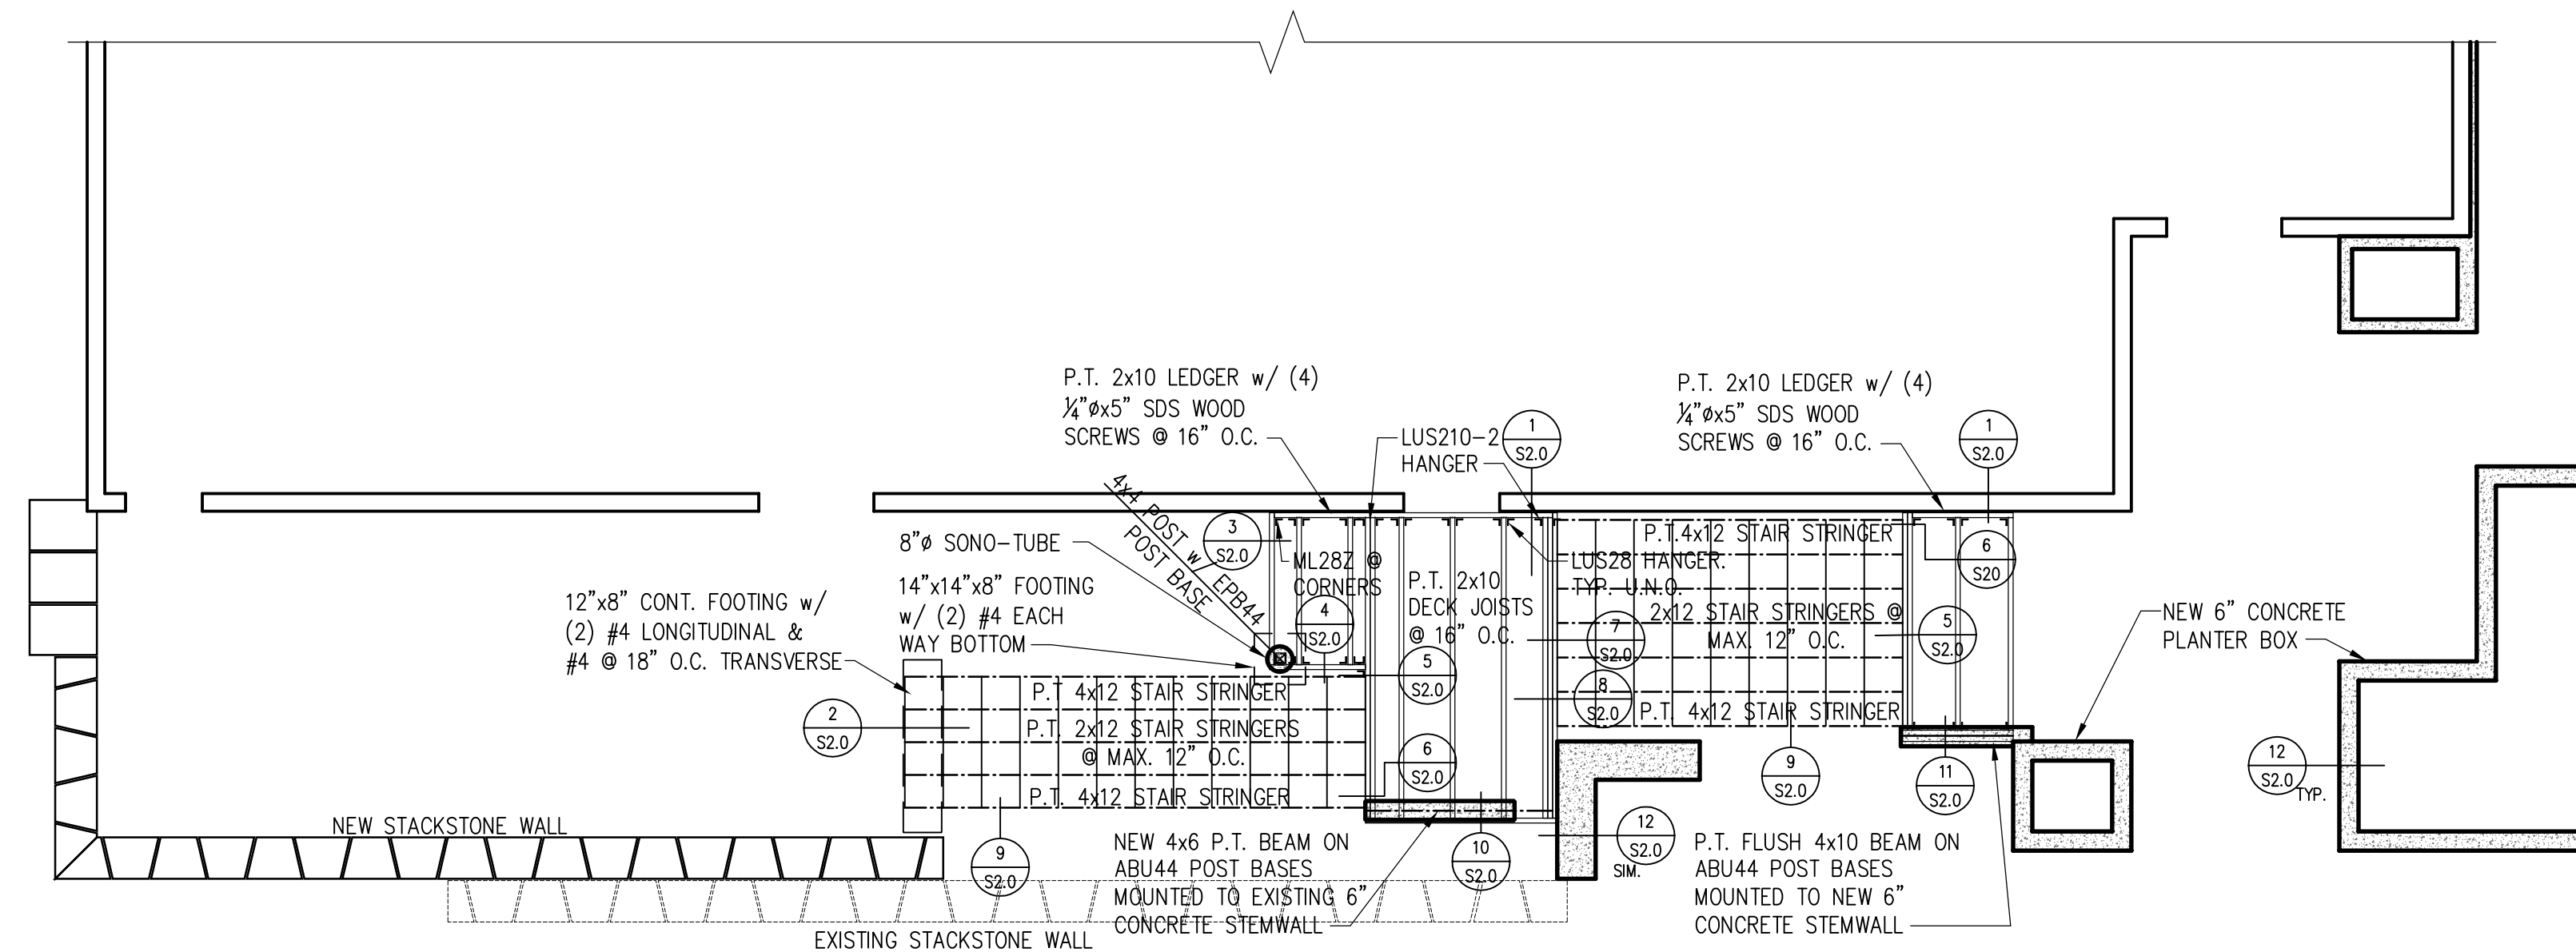 P.T. 2x10 LEDGER w/ (4)
¼"øx5" SDS WOOD
SCREWS @ 16" O.C.
P.T. 2x10 LEDGER w/ (4)
¼"øx5" SDS WOOD
SCREWS @ 16" O.C.
LUS210-2
HANGER
1
S2.0
1
S2.0
4x4 POST w/ EPB44
POST BASE
3
S2.0
8"ø SONO-TUBE
14"x14"x8" FOOTING
w/ (2) #4 EACH
WAY BOTTOM
12"x8" CONT. FOOTING w/
(2) #4 LONGITUDINAL &
#4 @ 18" O.C. TRANSVERSE
ML28Z @
CORNERS
4
S2.0
P.T. 2x10
DECK JOISTS
@ 16" O.C.
LUS28 HANGER.
TYP. U.N.O.
P.T.4x12 STAIR STRINGER
6
S20
2x12 STAIR STRINGERS @
MAX. 12" O.C.
7
S2.0
5
S2.0
5
S2.0
8
S2.0
P.T. 4x12 STAIR STRINGER
NEW 6" CONCRETE
PLANTER BOX
2
S2.0
P.T 4x12 STAIR STRINGER
P.T. 2x12 STAIR STRINGERS
@ MAX. 12" O.C.
P.T. 4x12 STAIR STRINGER
6
S2.0
9
S2.0
11
S2.0
12
S2.0
TYP.
NEW STACKSTONE WALL
9
S2.0
NEW 4x6 P.T. BEAM ON
ABU44 POST BASES
MOUNTED TO EXISTING 6"
CONCRETE STEMWALL
10
S2.0
12
S2.0
SIM.
P.T. FLUSH 4x10 BEAM ON
ABU44 POST BASES
MOUNTED TO NEW 6"
CONCRETE STEMWALL
EXISTING STACKSTONE WALL